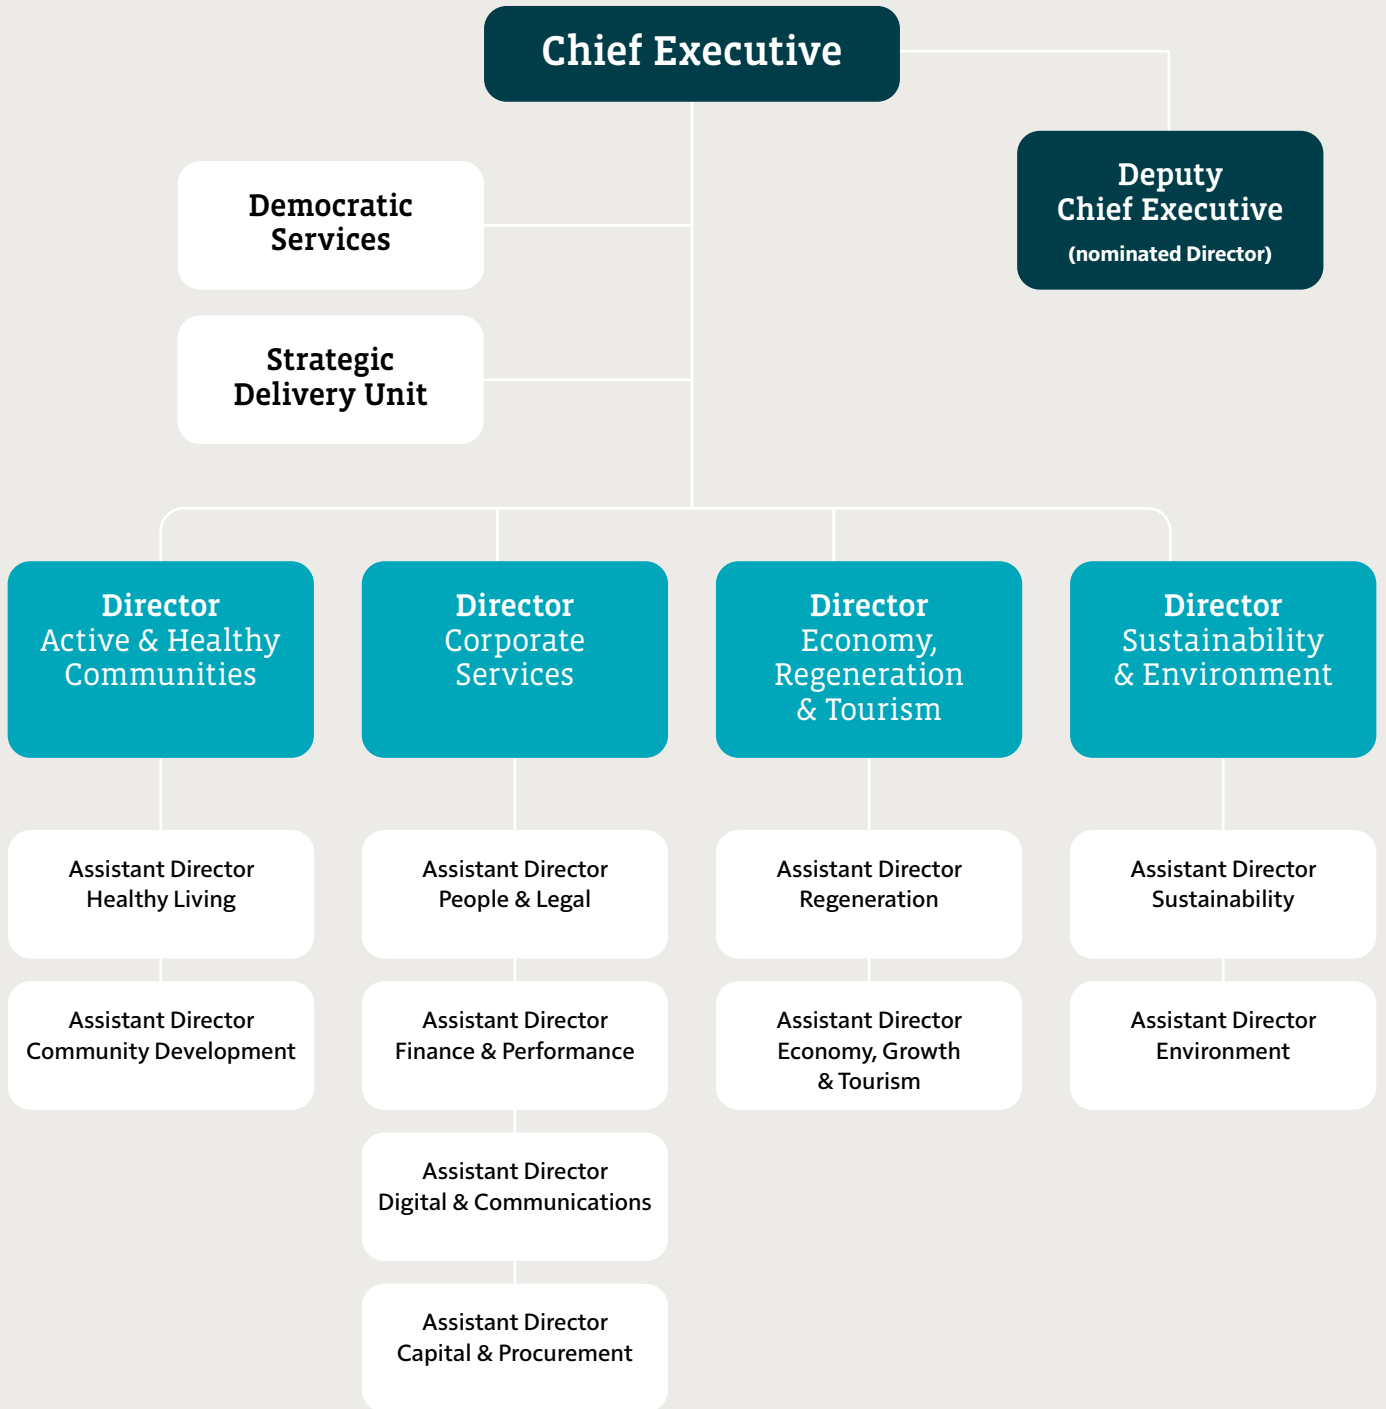 Chief Executive
Deputy
Chief Executive
(nominated Director)
Democratic
Services
Strategic
Delivery Unit
Director
Active & Healthy
Communities
Director
Corporate
Services
Director
Economy,
Regeneration
& Tourism
Director
Sustainability
& Environment
Assistant Director
Healthy Living
Assistant Director
Community Development
Assistant Director
People & Legal
Assistant Director
Finance & Performance
Assistant Director
Digital & Communications
Assistant Director
Capital & Procurement
Assistant Director
Regeneration
Assistant Director
Economy, Growth
& Tourism
Assistant Director
Sustainability
Assistant Director
Environment